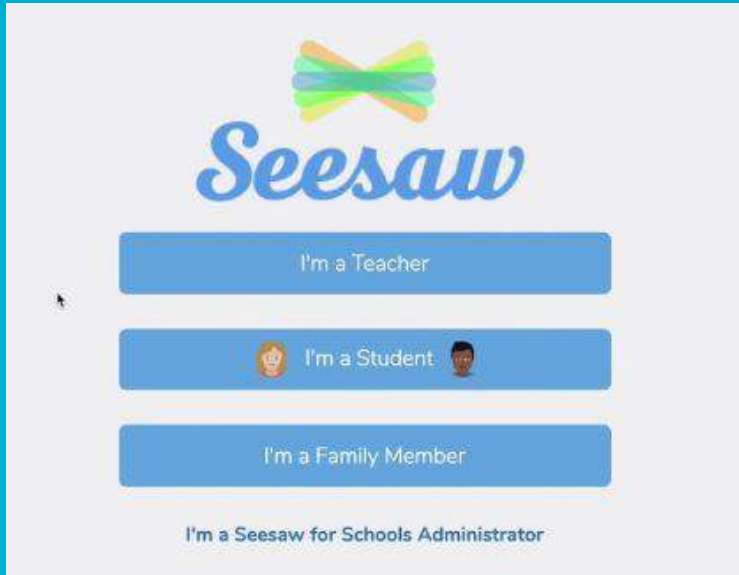 Seesaw
I'm a Teacher
I'm a Student
I'm a Family Member
I'm a Seesaw for Schools Administrator